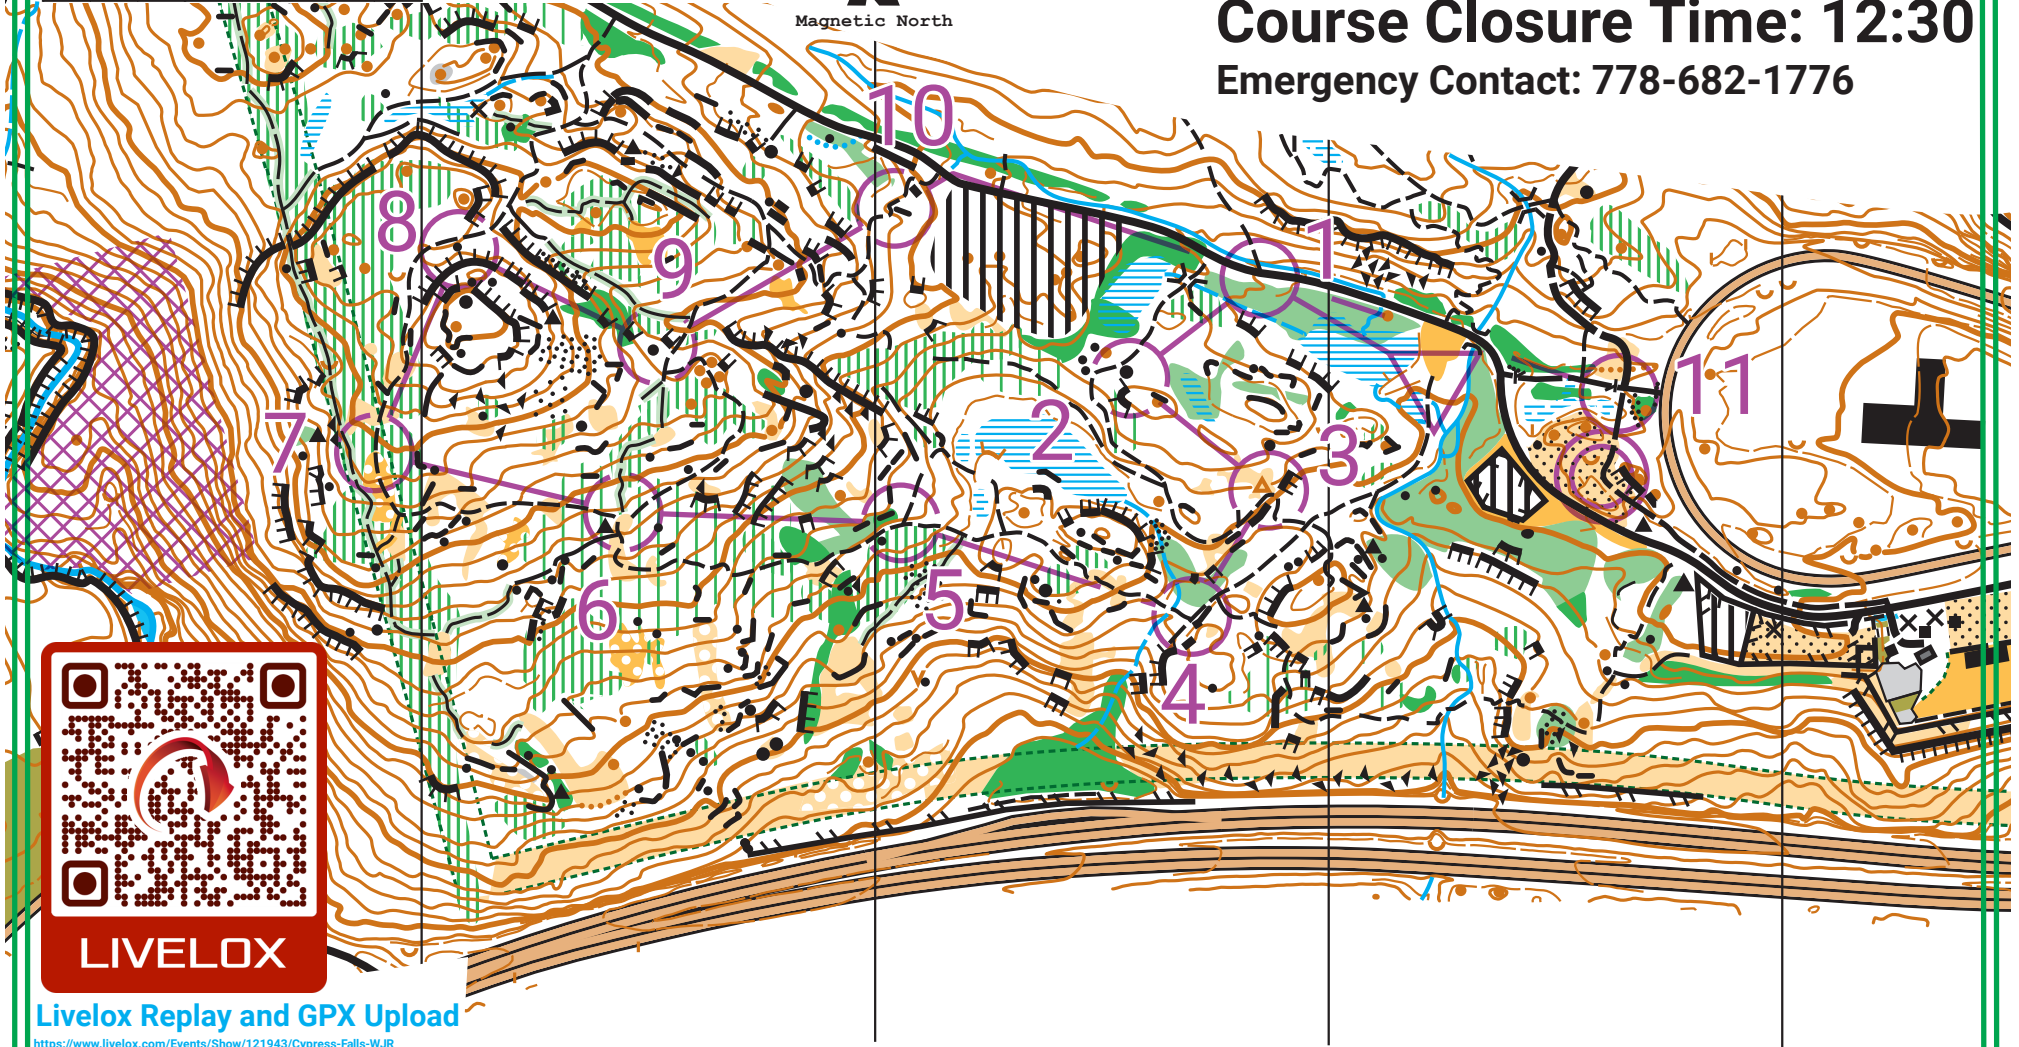 Magnetic North
Course Closure Time: 12:30
Emergency Contact: 778-682-1776
10
8
9
1
11
7
2
3
6
5
4
LIVELOX
Livelox Replay and GPX Upload
https://www.livelox.com/Events/Show/121943/Cypress-Falls-WJR